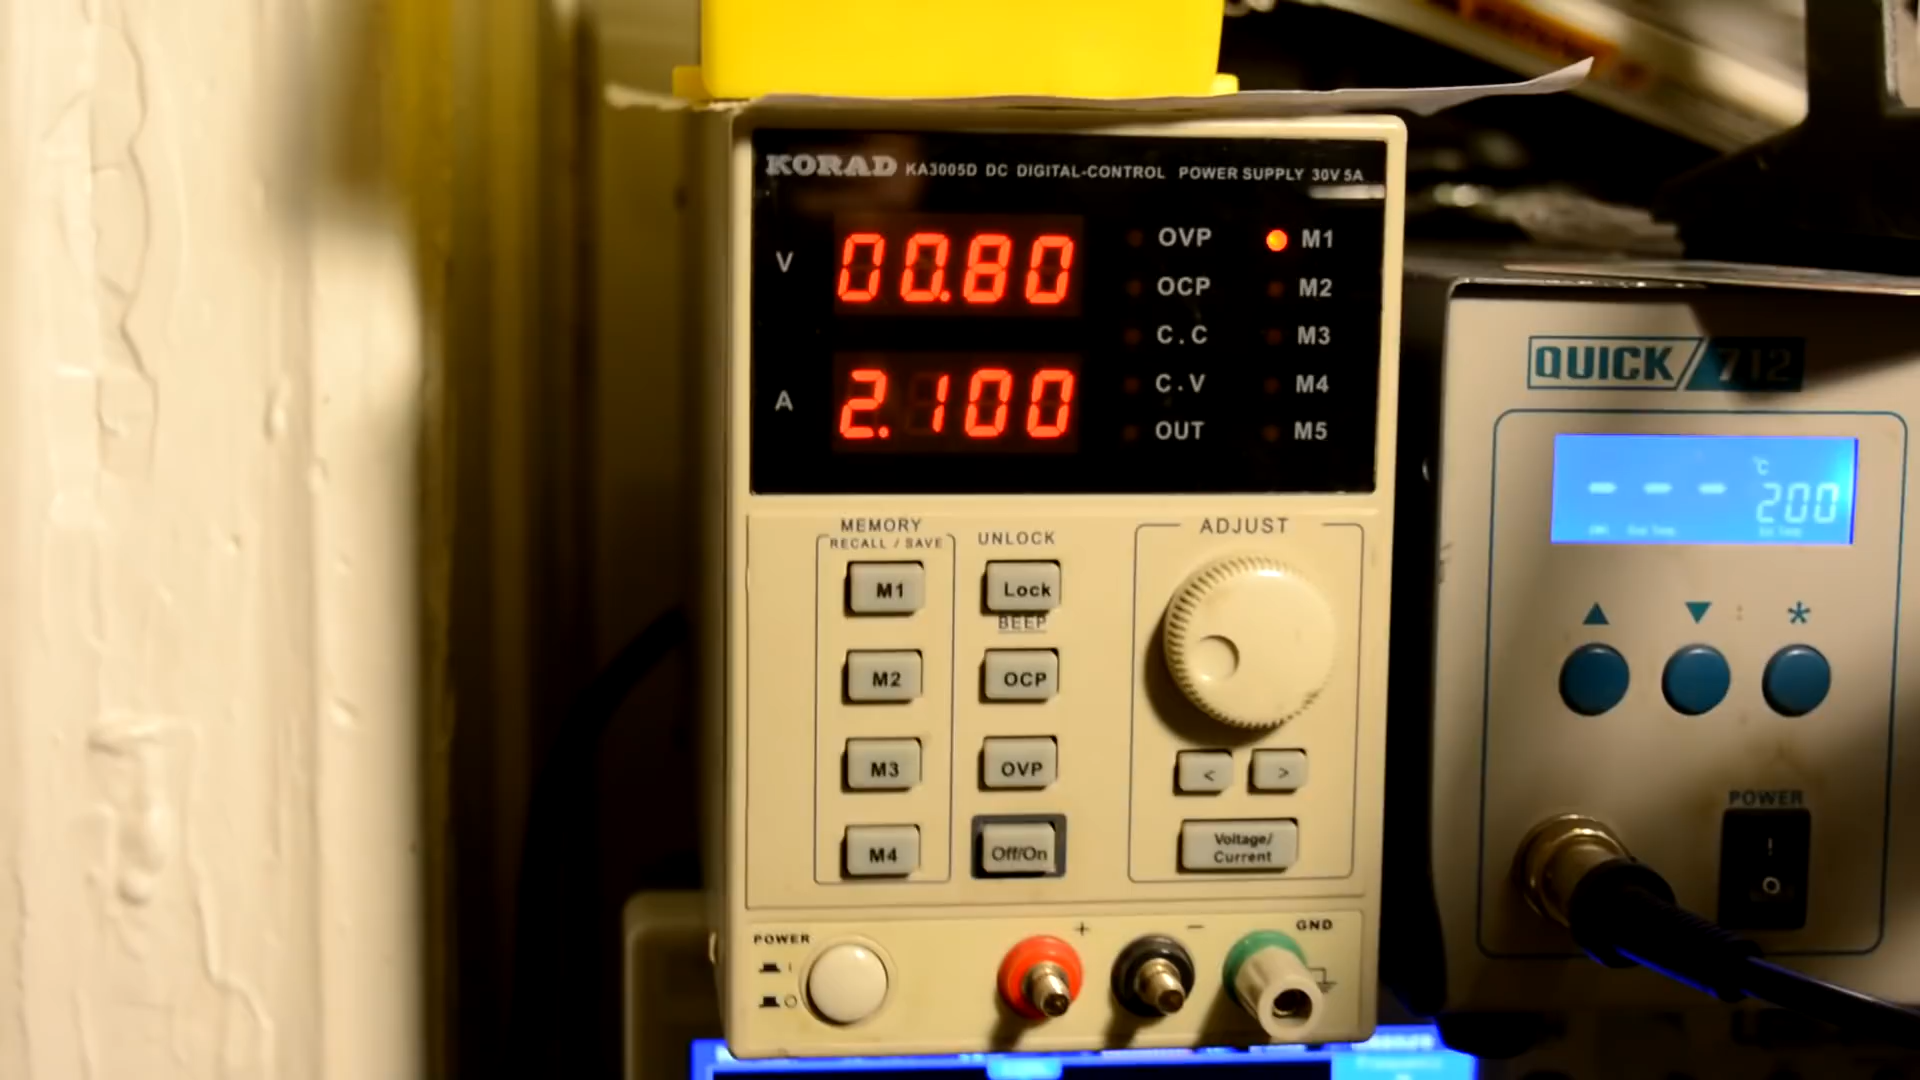 KORAD KA3005D DC DIGITAL-CONTROL POWER SUPPLY 30V 5A
V 00.80
A 2.100
OVP M1
OCP M2
C.C M3
C.V M4
OUT M5
MEMORY
RECALL / SAVE
UNLOCK
ADJUST
M1 Lock
BEEP
M2 OCP
M3 OVP
< >
M4 Off/On
Voltage/
Current
POWER
I
O
+ −
GND
QUICK 712
°C
- - - 200
▲ ▼ : *
POWER
I
O